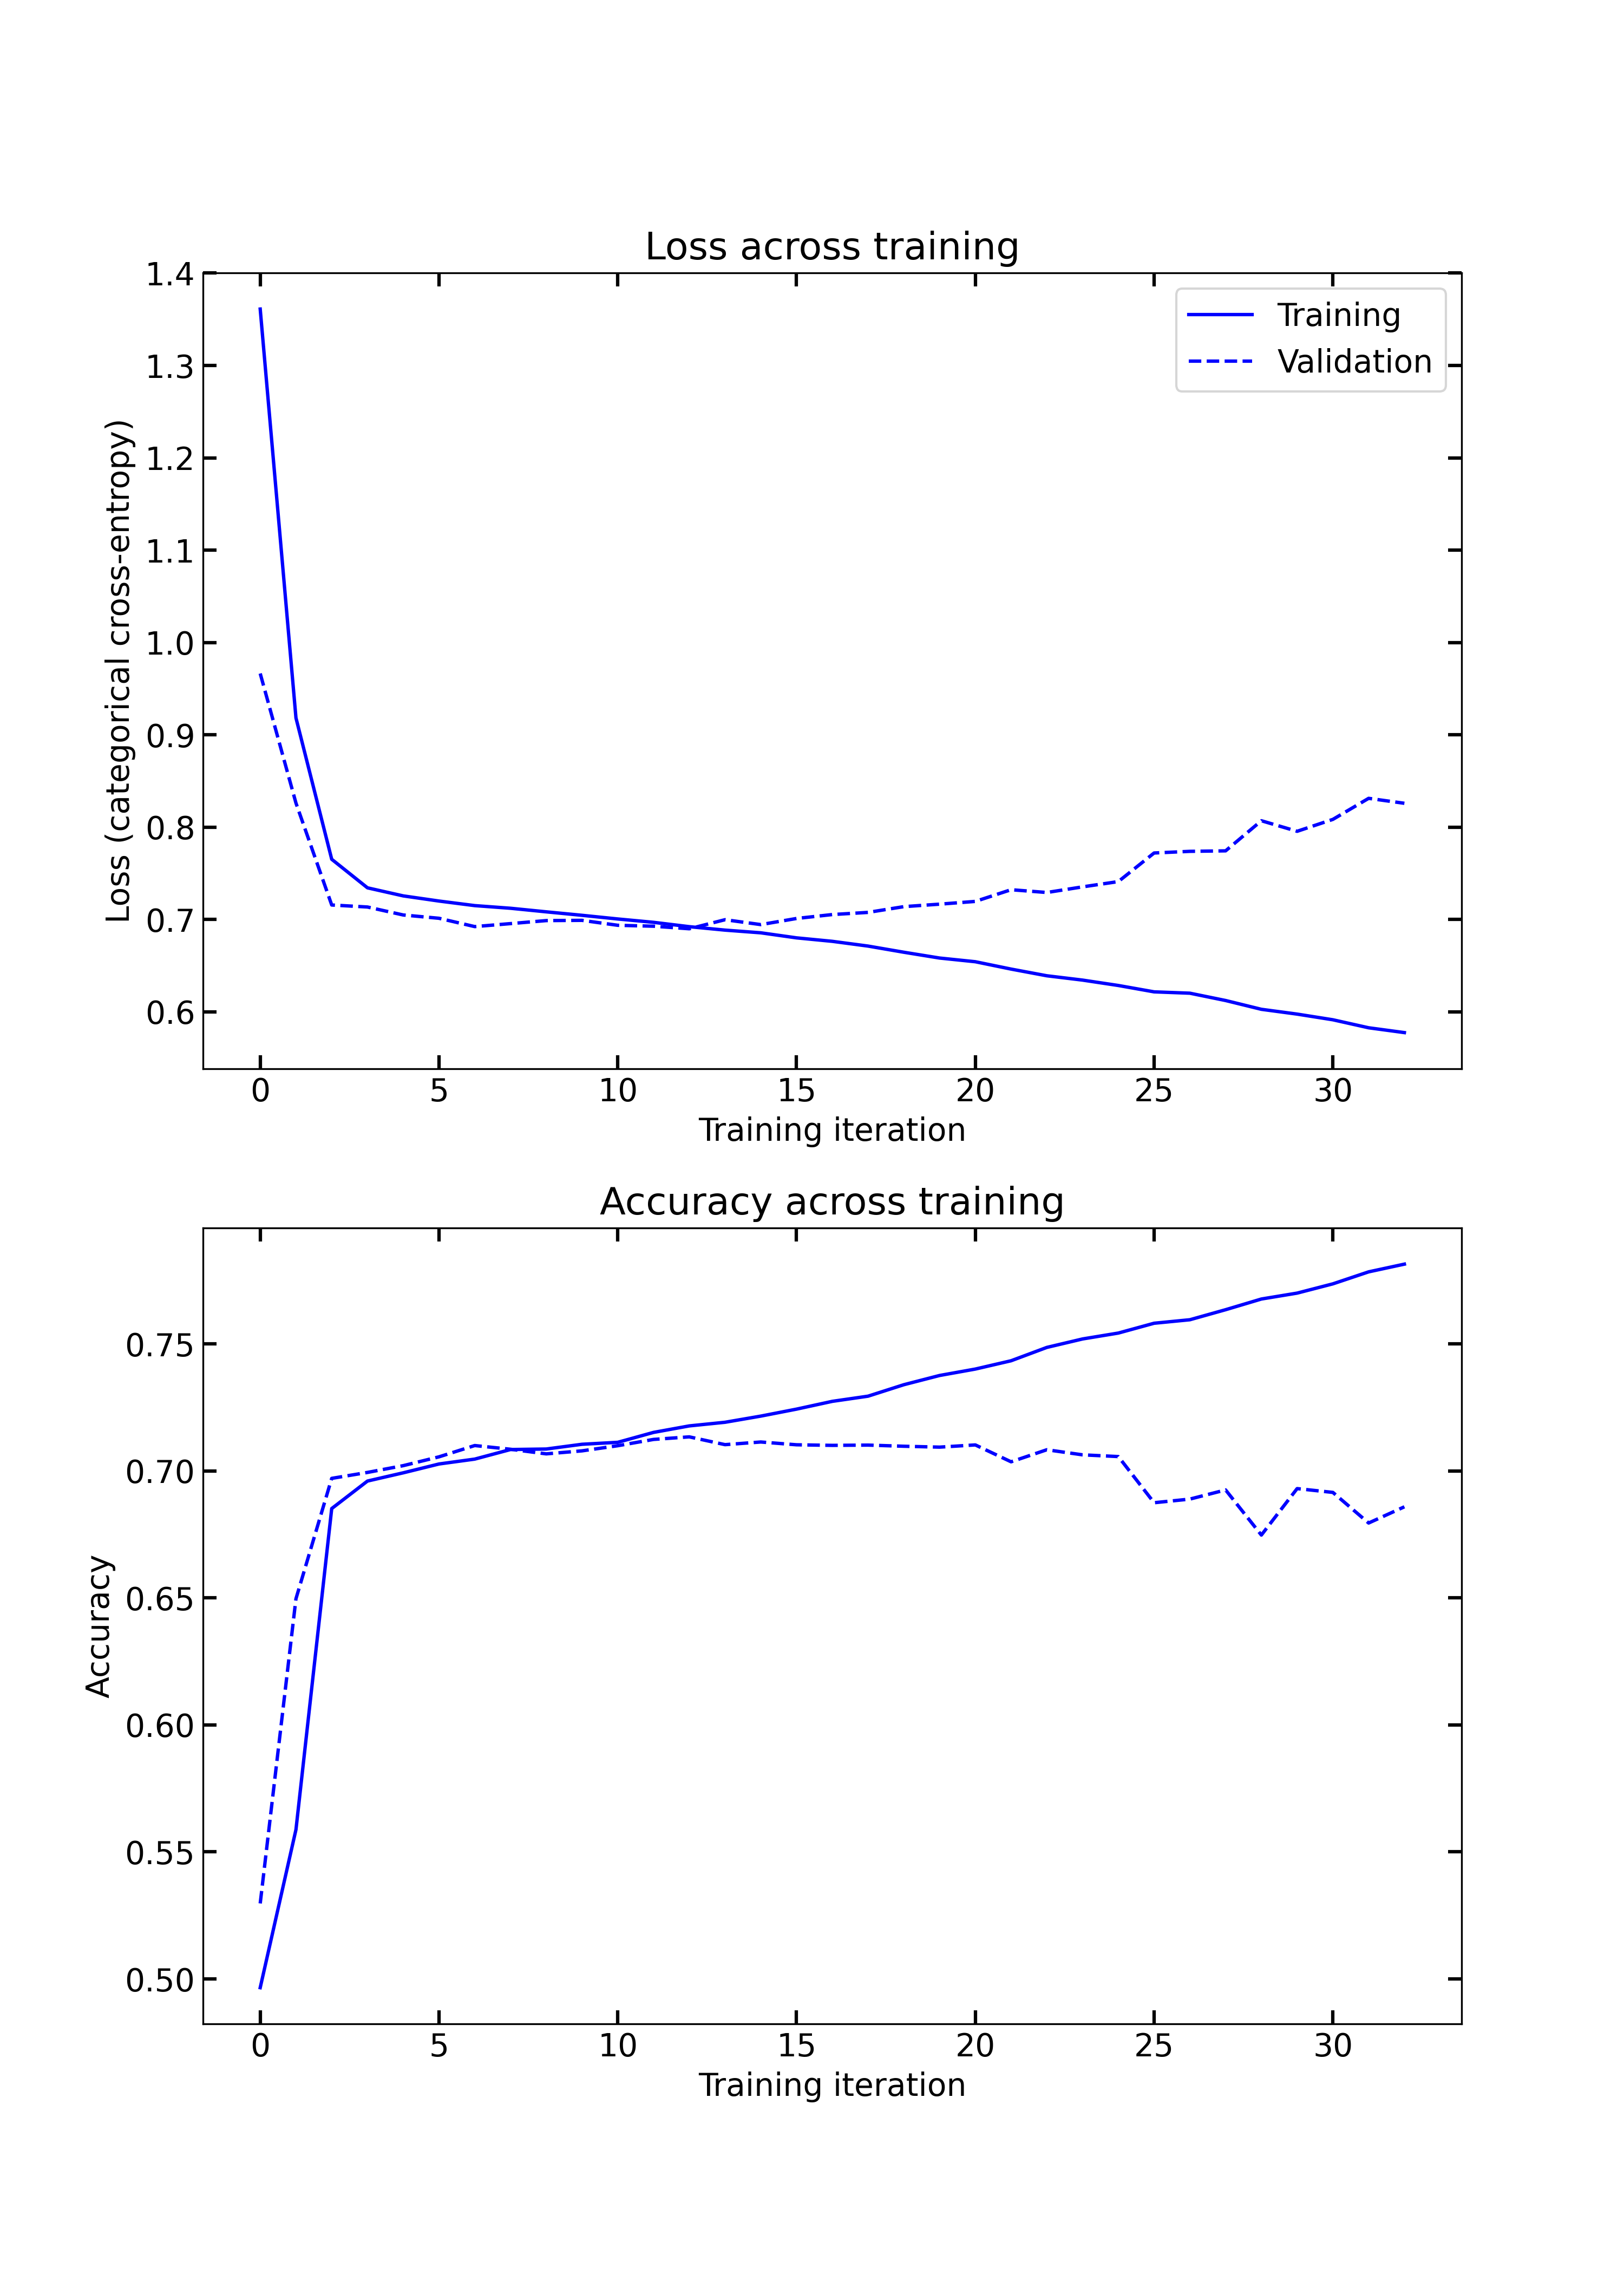 Loss across training
1.4
1.3
1.2
1.1
1.0
0.9
0.8
0.7
0.6
Loss (categorical cross-entropy)
Training
Validation
0 5 10 15 20 25 30
Training iteration
Accuracy across training
0.75
0.70
0.65
0.60
0.55
0.50
Accuracy
0 5 10 15 20 25 30
Training iteration